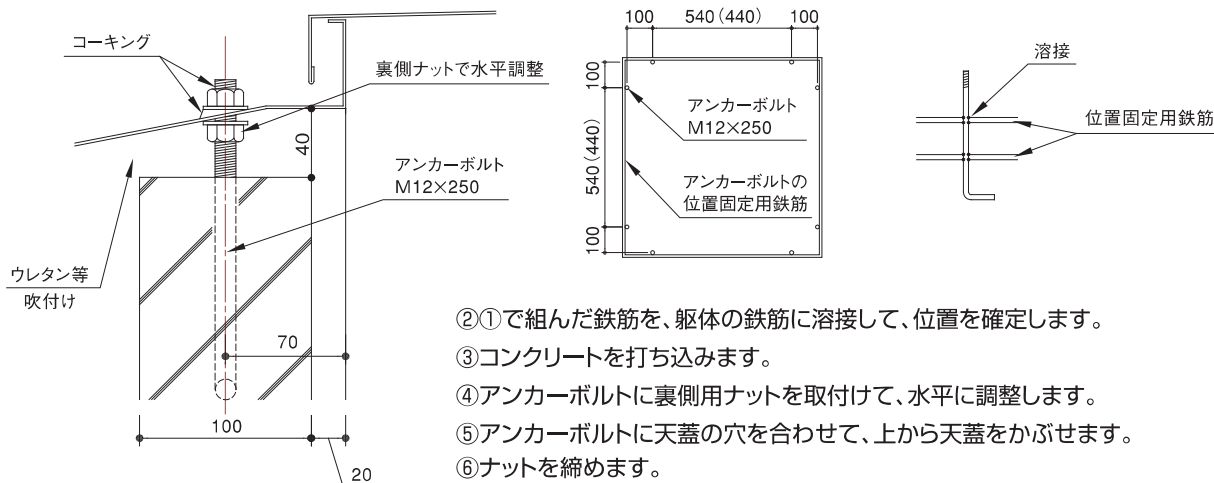 コーキング
裏側ナットで水平調整
40
アンカーボルト
M12×250
ウレタン等
吹付け
70
100
20
100
540(440)
100
100
540(440)
100
アンカーボルト
M12×250
アンカーボルトの
位置固定用鉄筋
溶接
位置固定用鉄筋
②①で組んだ鉄筋を、躯体の鉄筋に溶接して、位置を確定します。
③コンクリートを打ち込みます。
④アンカーボルトに裏側用ナットを取付けて、水平に調整します。
⑤アンカーボルトに天蓋の穴を合わせて、上から天蓋をかぶせます。
⑥ナットを締めます。